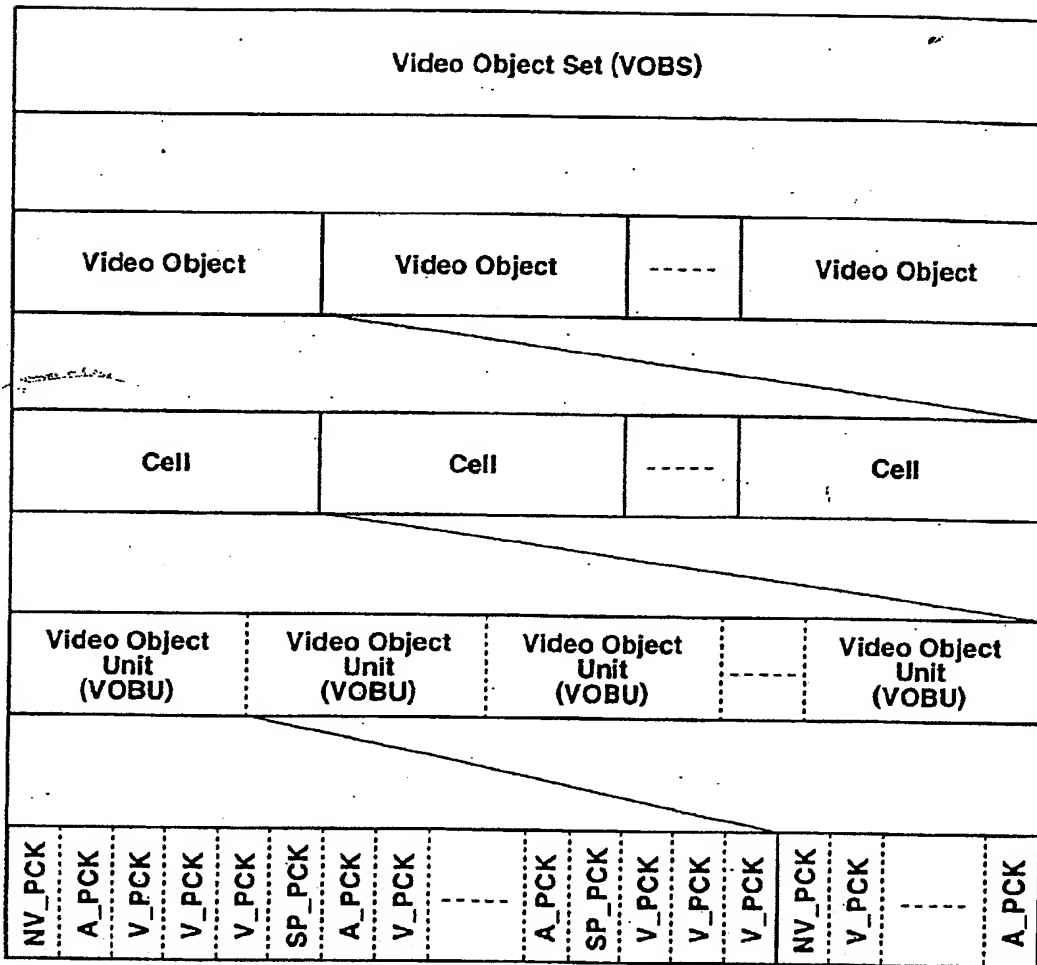 Video Object Set (VOBS)
Video Object Video Object ----- Video Object
Cell Cell ----- Cell
Video Object Video Object Video Object Video Object
Unit Unit Unit ----- Unit
(VOBU) (VOBU) (VOBU) (VOBU)
NV_PCK A_PCK V_PCK V_PCK V_PCK SP_PCK A_PCK V_PCK ----- A_PCK SP_PCK V_PCK V_PCK V_PCK NV_PCK V_PCK ----- A_PCK